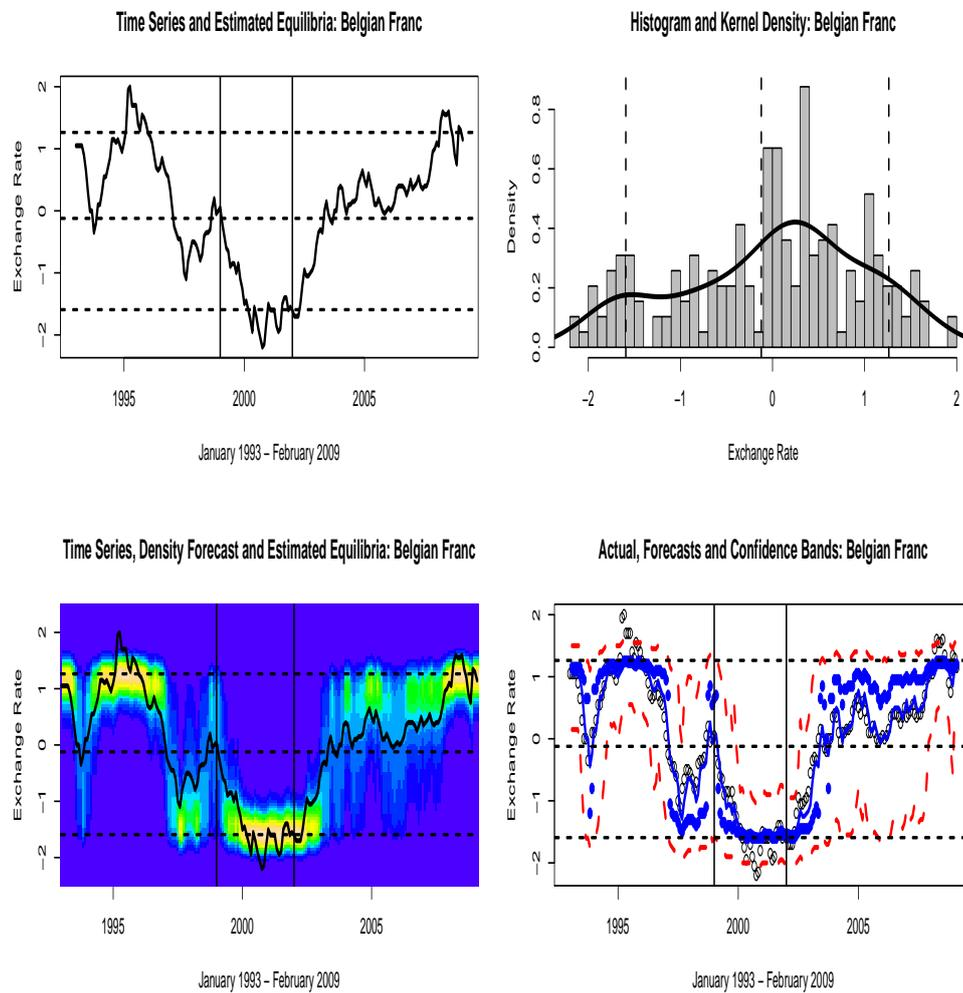 Time Series and Estimated Equilibria: Belgian Franc
Exchange Rate
2
1
0
−1
−2
1995 2000 2005
January 1993 – February 2009
Histogram and Kernel Density: Belgian Franc
Density
0.8
0.6
0.4
0.2
0.0
−2 −1 0 1 2
Exchange Rate
Time Series, Density Forecast and Estimated Equilibria: Belgian Franc
Exchange Rate
2
1
0
−1
−2
1995 2000 2005
January 1993 – February 2009
Actual, Forecasts and Confidence Bands: Belgian Franc
Exchange Rate
2
1
0
−1
−2
1995 2000 2005
January 1993 – February 2009